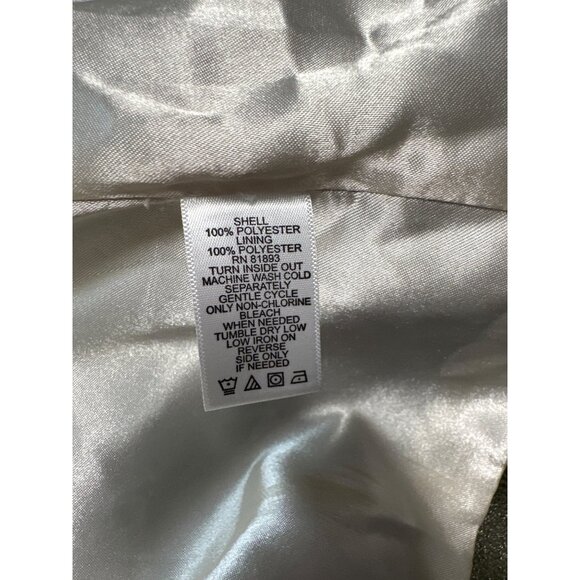 SHELL
100% POLYESTER
LINING
100% POLYESTER
RN 81893
TURN INSIDE OUT
MACHINE WASH COLD
SEPARATELY
GENTLE CYCLE
ONLY NON-CHLORINE
BLEACH
WHEN NEEDED
TUMBLE DRY LOW
LOW IRON ON
REVERSE
SIDE ONLY
IF NEEDED